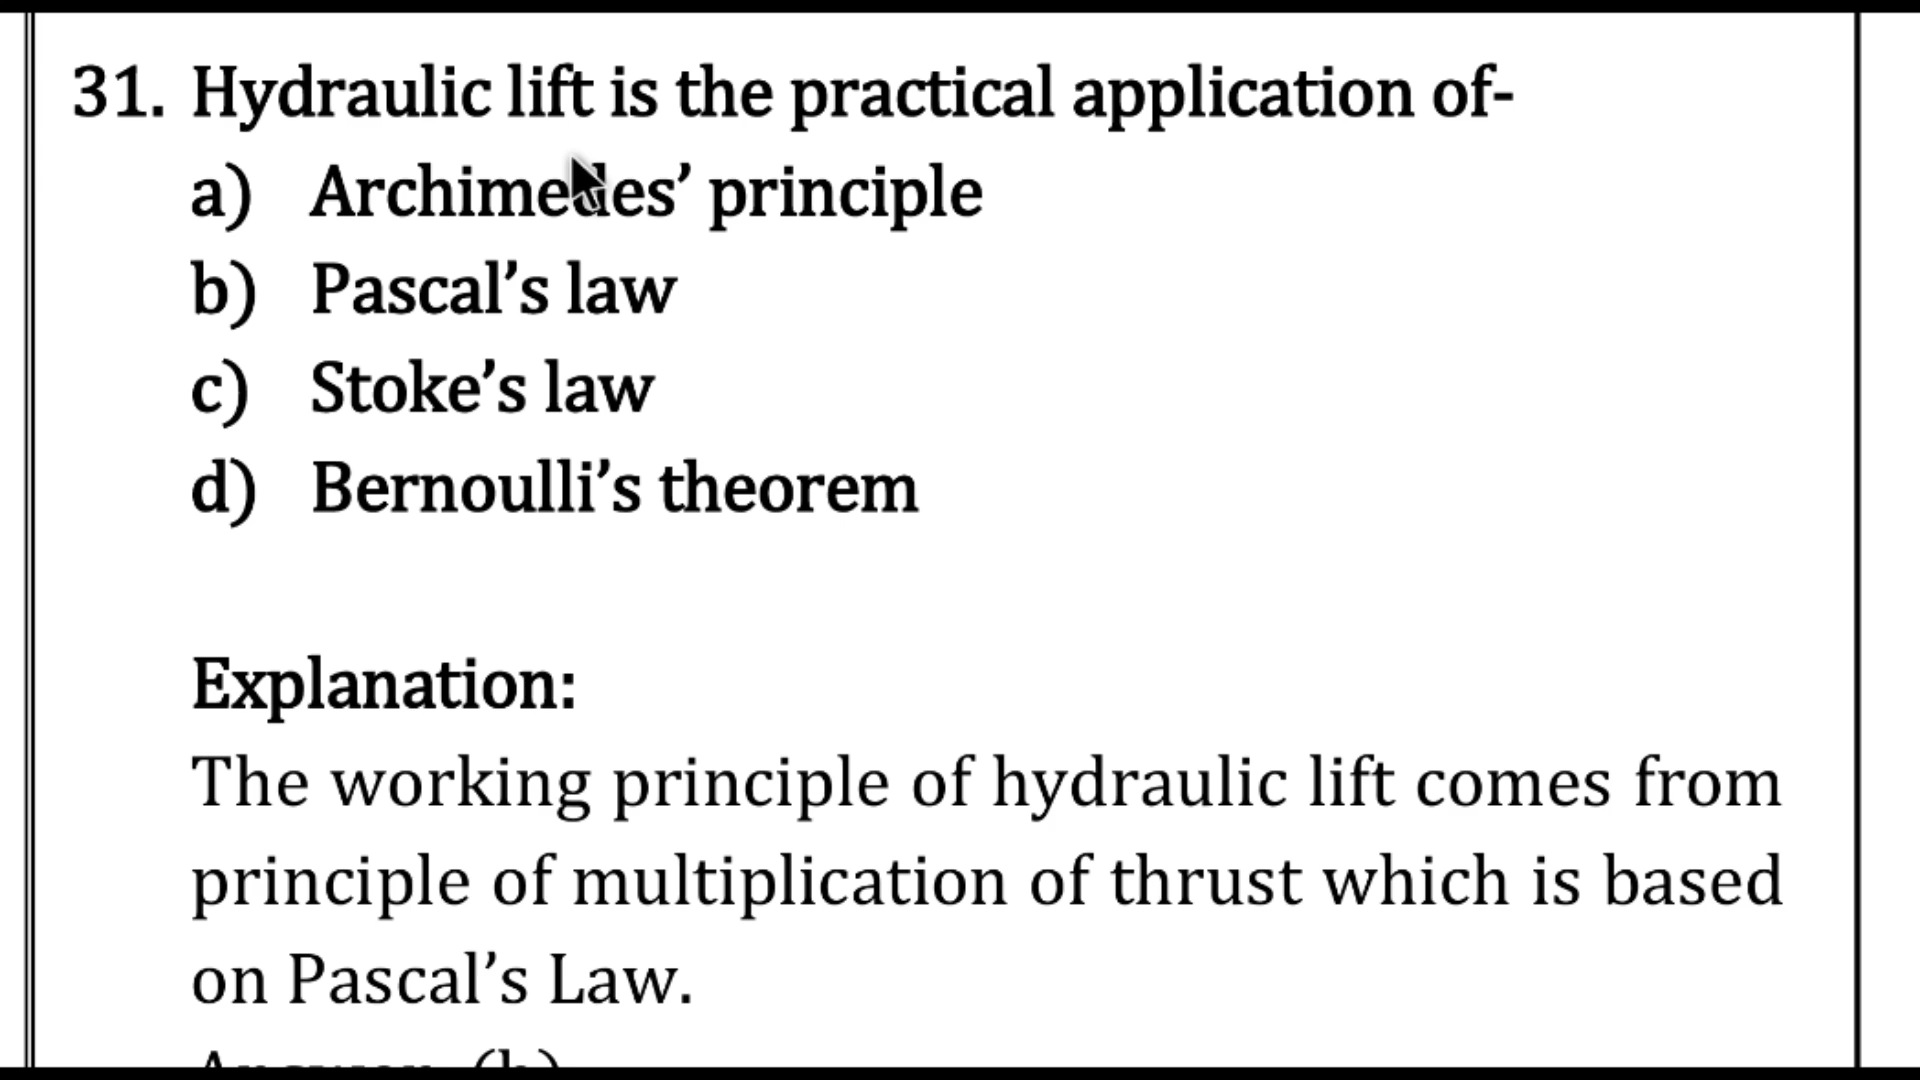 31. Hydraulic lift is the practical application of-
a) Archimedes’ principle
b) Pascal’s law
c) Stoke’s law
d) Bernoulli’s theorem
Explanation:
The working principle of hydraulic lift comes from
principle of multiplication of thrust which is based
on Pascal’s Law.